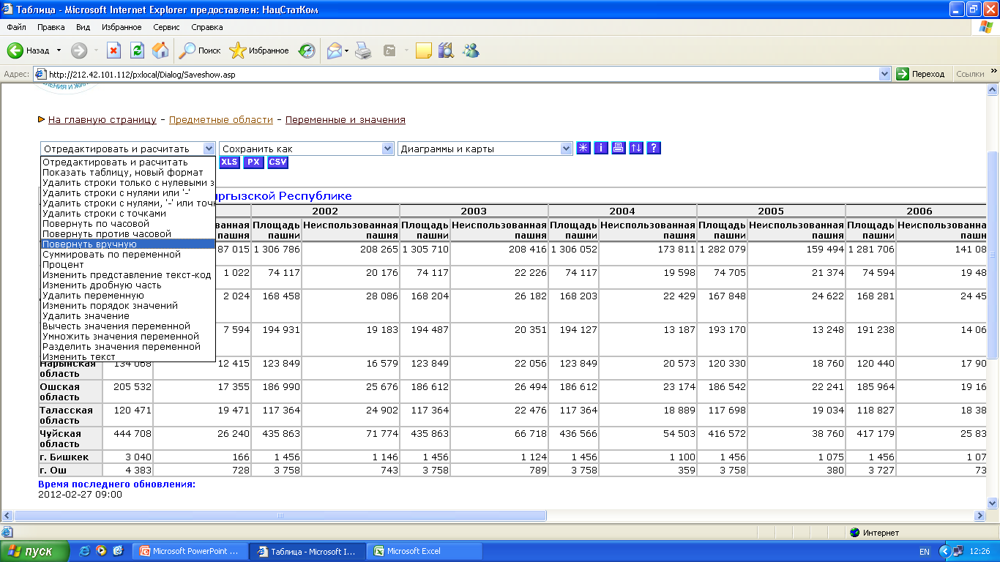 Таблица - Microsoft Internet Explorer предоставлен: НацСтатКом
Файл Правка Вид Избранное Сервис Справка
Назад Поиск Избранное
Адрес: http://212.42.101.112/pxlocal/Dialog/Saveshow.asp Переход Ссылки »
На главную страницу - Предметные области - Переменные и значения
Отредактировать и расчитать Сохранить как Диаграммы и карты * i ?
XLS PX CSV
Отредактировать и расчитать
Показать таблицу, новый формат
Удалить строки только с нулевыми з
Удалить строки с нулями или '-'
Удалить строки с нулями, '-' или точ
Удалить строки с точками
Повернуть по часовой
Повернуть против часовой
Повернуть вручную
Суммировать по переменной
Процент
Изменить представление текст-код
Изменить дробную часть
Удалить переменную
Изменить порядок значений
Удалить значение
Вычесть значения переменной
Умножить значения переменной
Разделить значения переменной
Изменить текст
ргызской Республике
2002 2003 2004 2005 2006
ванная Площадь Неиспользованная Площадь Неиспользованная Площадь Неиспользованная Площадь Неиспользованная Площадь Неиспользованная
пашня пашни пашня пашни пашня пашни пашня пашни пашня пашни пашня
87 015 1 306 786 208 265 1 305 710 208 416 1 306 052 173 811 1 282 079 159 494 1 281 706 141 08
1 022 74 117 20 176 74 117 22 226 74 117 19 598 74 705 21 374 74 594 19 48
2 024 168 458 28 086 168 204 26 182 168 203 22 429 167 848 24 622 168 281 24 45
7 594 194 931 19 183 194 487 20 351 194 127 13 187 193 170 13 248 191 238 14 06
Нарынская 134 068 12 415 123 849 16 579 123 849 22 056 123 849 20 573 120 330 18 760 120 440 17 90
область
Ошская 205 532 17 355 186 990 25 676 186 612 26 494 186 612 23 174 186 542 22 241 185 964 19 16
область
Таласская 120 471 19 471 117 364 24 902 117 364 22 476 117 364 18 889 117 698 19 034 118 827 18 38
область
Чуйская 444 708 26 240 435 863 71 774 435 863 66 718 436 566 54 503 416 572 38 760 417 179 25 83
область
г. Бишкек 3 040 166 1 456 1 146 1 456 1 124 1 456 1 100 1 456 1 075 1 456 1 07
г. Ош 4 383 728 3 758 743 3 758 789 3 758 359 3 758 380 3 727 73
Время последнего обновления:
2012-02-27 09:00
Интернет
пуск Microsoft PowerPoint ... Таблица - Microsoft I... Microsoft Excel EN 12:26